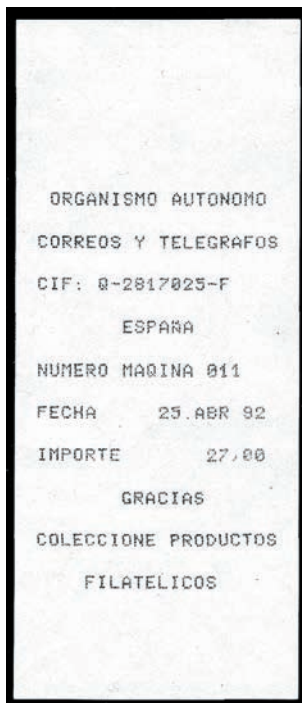 ORGANISMO AUTONOMO
CORREOS Y TELEGRAFOS
CIF: Q-2817025-F
ESPAÑA
NUMERO MAQINA 011
FECHA 25.ABR 92
IMPORTE 27,00
GRACIAS
COLECCIONE PRODUCTOS
FILATELICOS